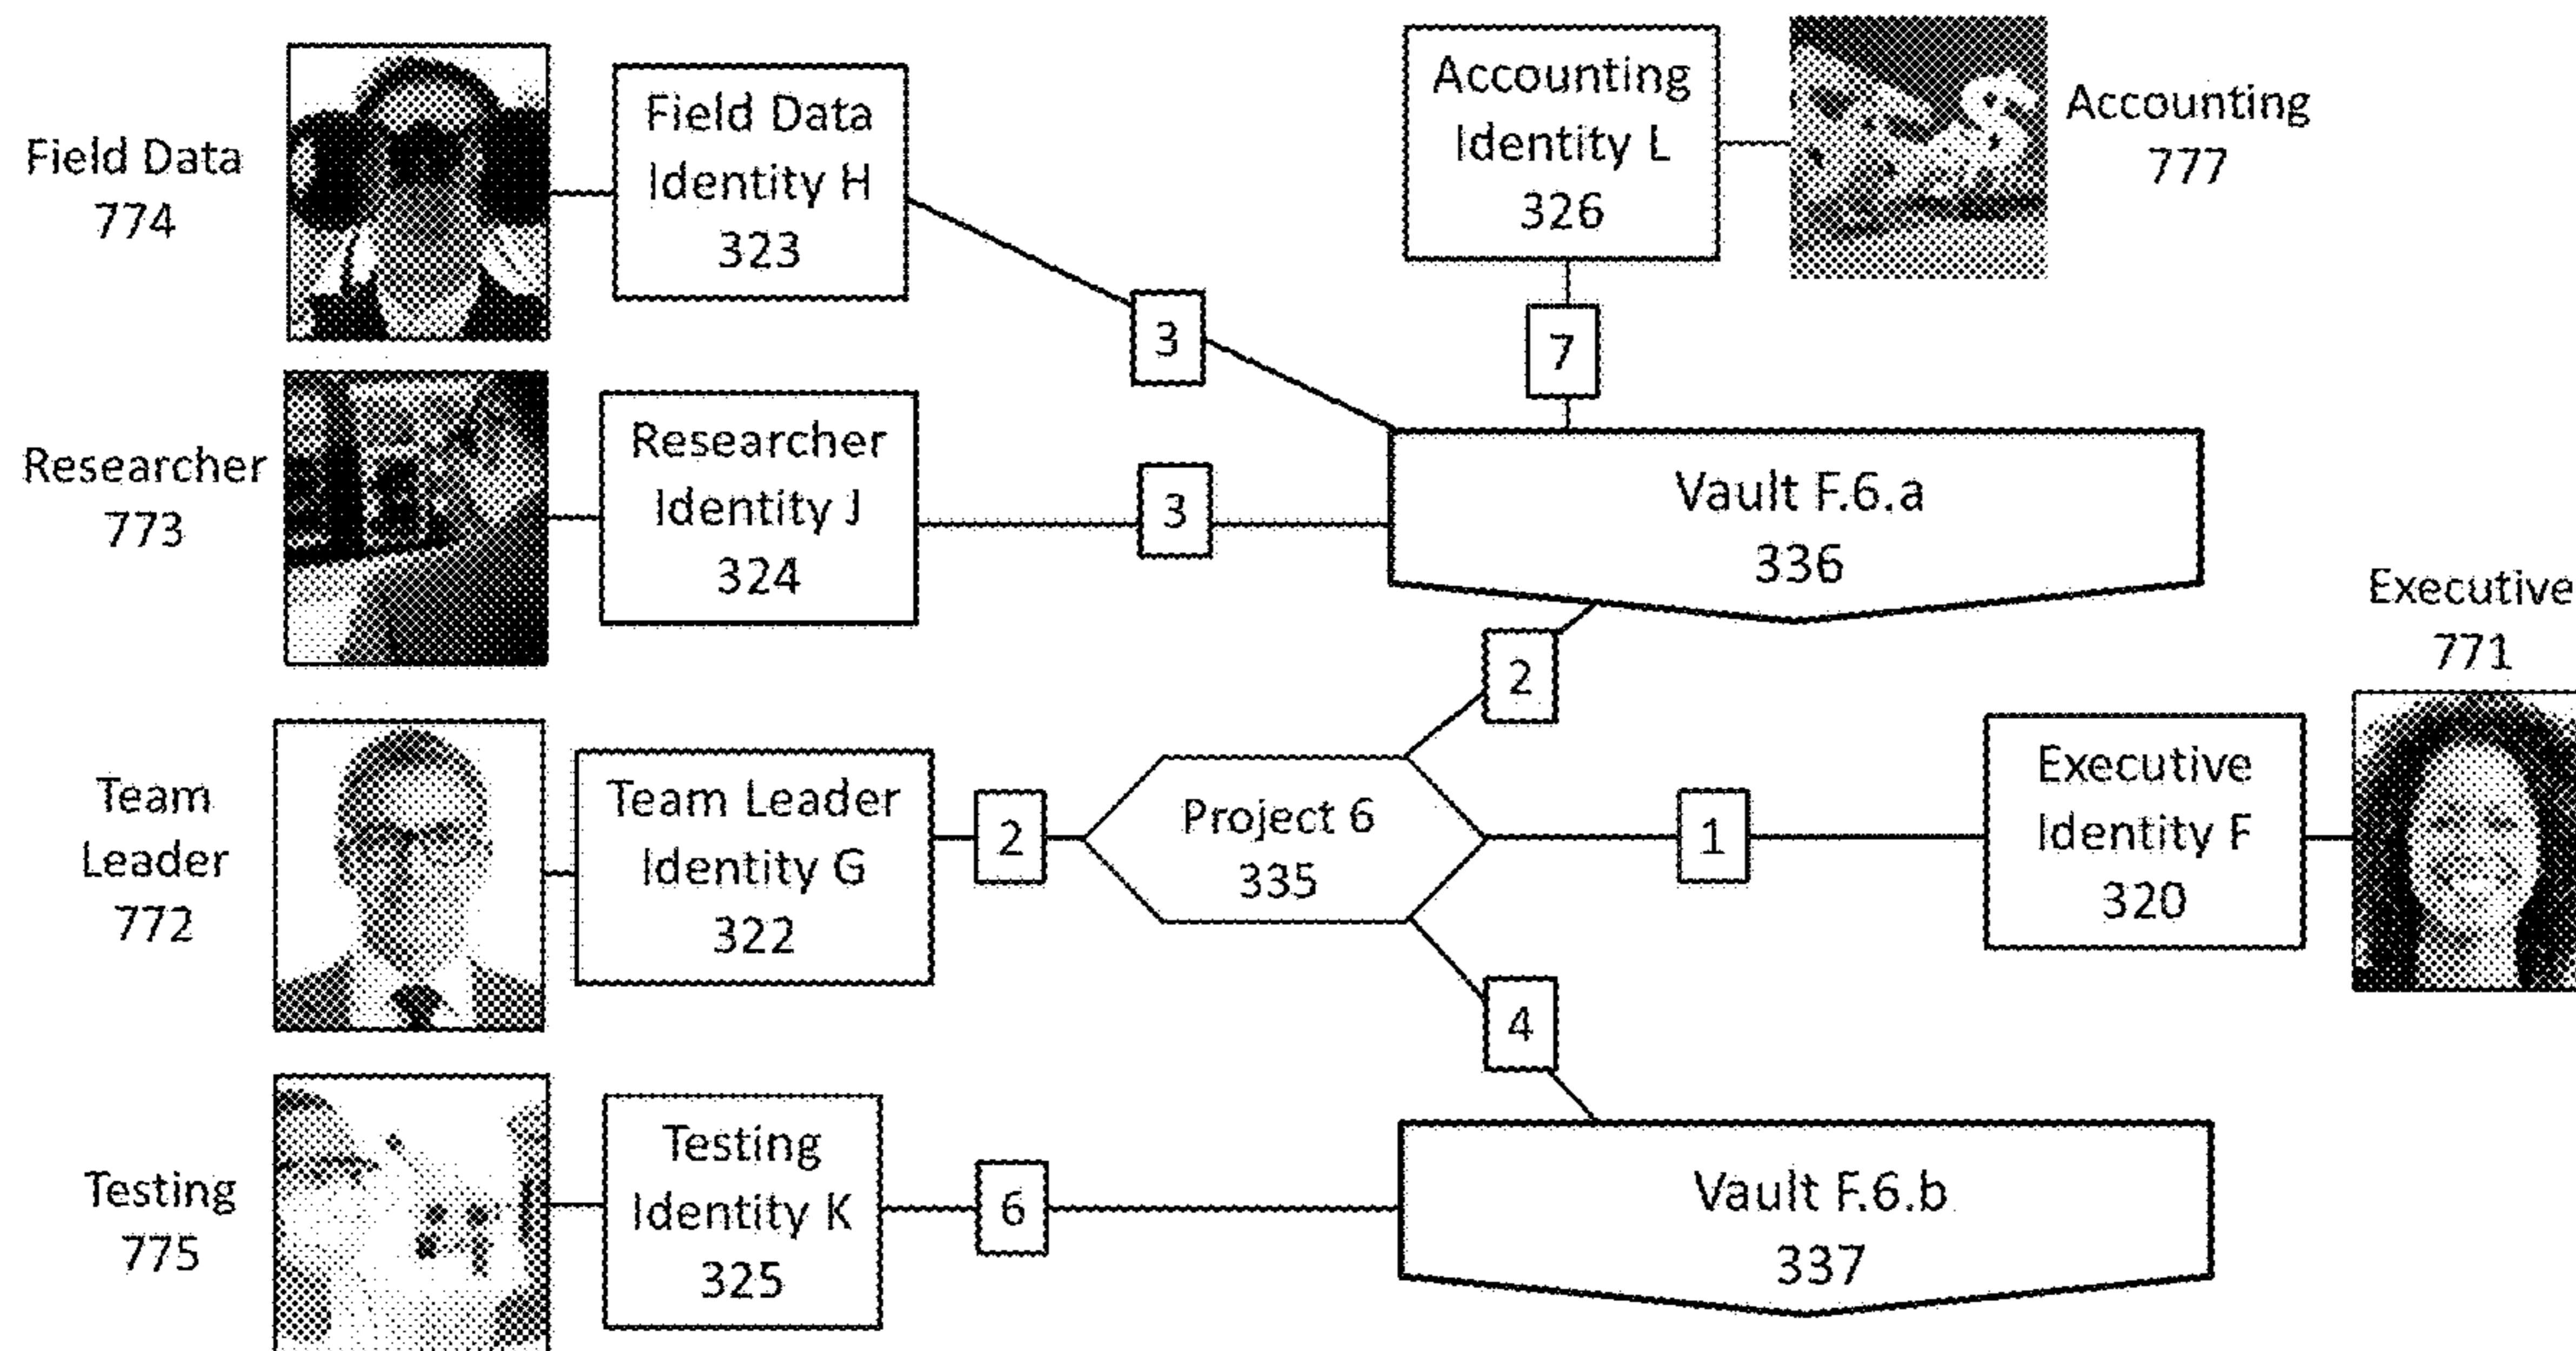 Field Data
774
Field Data
Identity H
323
Accounting
Identity L
326
Accounting
777
3
7
Researcher
773
Researcher
Identity J
324
3
Vault F.6.a
336
2
Executive
771
Team
Leader
772
Team Leader
Identity G
322
2
Project 6
335
1
Executive
Identity F
320
4
Testing
775
Testing
Identity K
325
6
Vault F.6.b
337